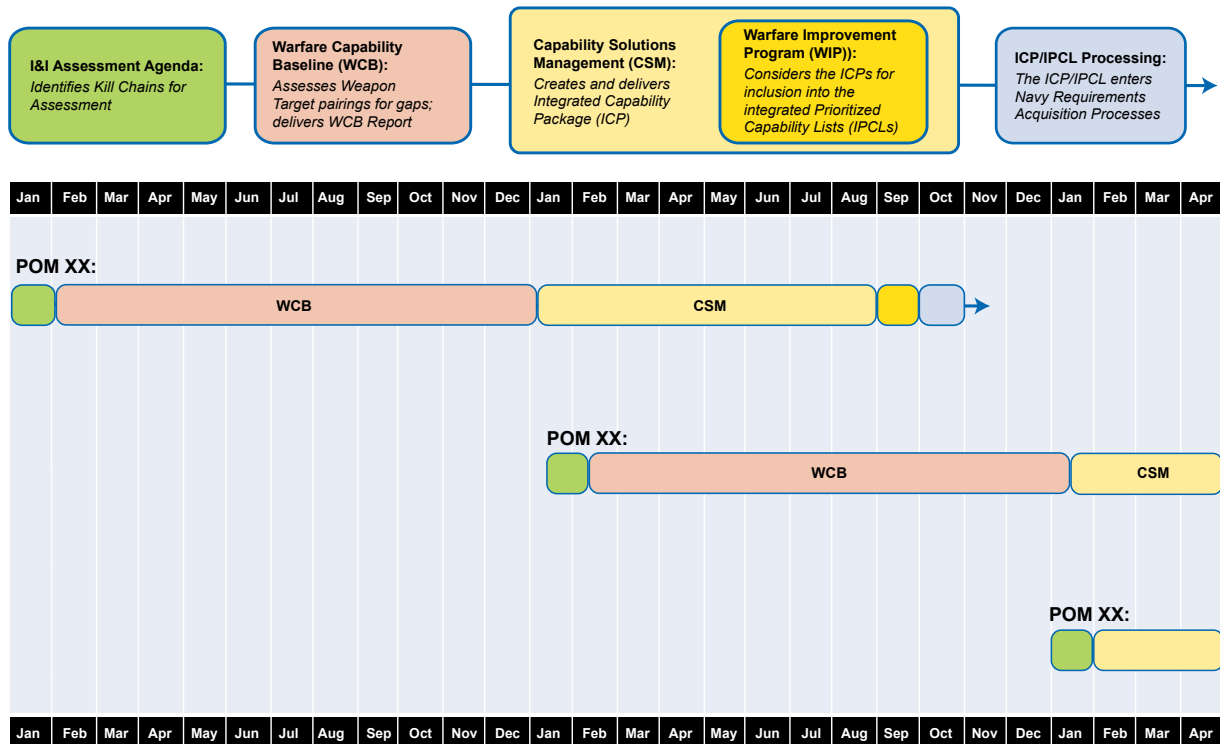 I&I Assessment Agenda:
Identifies Kill Chains for
Assessment
Warfare Capability
Baseline (WCB):
Assesses Weapon
Target pairings for gaps;
delivers WCB Report
Capability Solutions
Management (CSM):
Creates and delivers
Integrated Capability
Package (ICP)
Warfare Improvement
Program (WIP)):
Considers the ICPs for
inclusion into the
integrated Prioritized
Capability Lists (IPCLs)
ICP/IPCL Processing:
The ICP/IPCL enters
Navy Requirements
Acquisition Processes
Jan Feb Mar Apr May Jun Jul Aug Sep Oct Nov Dec Jan Feb Mar Apr May Jun Jul Aug Sep Oct Nov Dec Jan Feb Mar Apr
POM XX:
WCB CSM
POM XX:
WCB CSM
POM XX:
Jan Feb Mar Apr May Jun Jul Aug Sep Oct Nov Dec Jan Feb Mar Apr May Jun Jul Aug Sep Oct Nov Dec Jan Feb Mar Apr